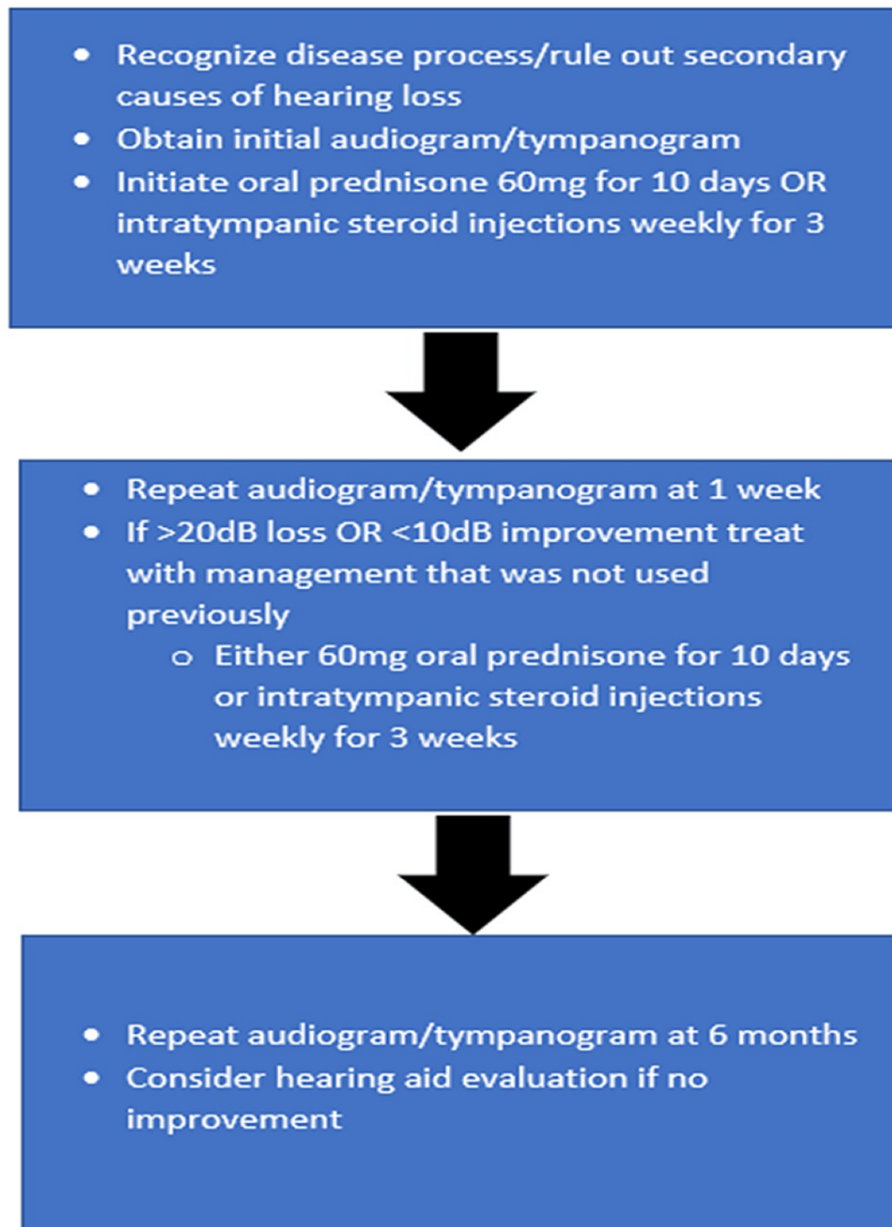 • Recognize disease process/rule out secondary
causes of hearing loss
• Obtain initial audiogram/tympanogram
• Initiate oral prednisone 60mg for 10 days OR
intratympanic steroid injections weekly for 3
weeks
• Repeat audiogram/tympanogram at 1 week
• If >20dB loss OR <10dB improvement treat
with management that was not used
previously
o Either 60mg oral prednisone for 10 days
or intratympanic steroid injections
weekly for 3 weeks
• Repeat audiogram/tympanogram at 6 months
• Consider hearing aid evaluation if no
improvement